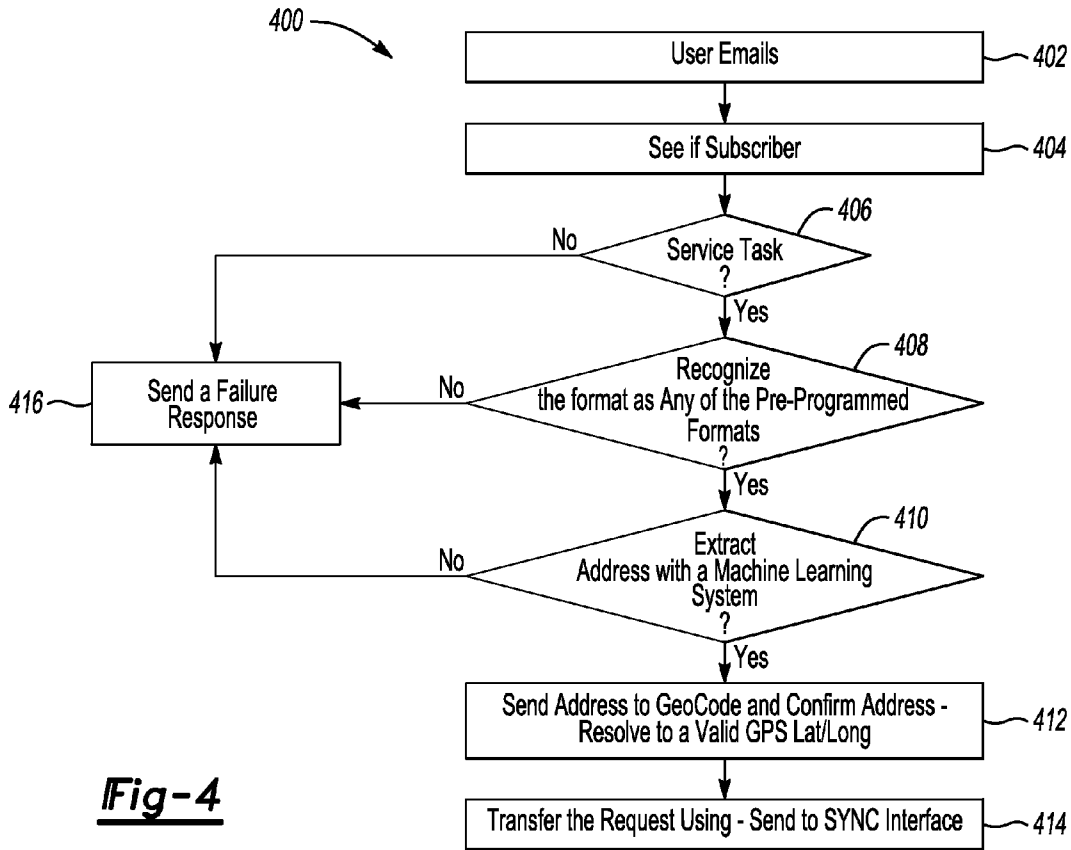 400
User Emails
402
See if Subscriber
404
406
Service Task
?
No
Yes
408
Recognize
the format as Any of the Pre-Programmed
Formats
?
No
Yes
416
Send a Failure
Response
410
Extract
Address with a Machine Learning
System
?
No
Yes
Send Address to GeoCode and Confirm Address -
Resolve to a Valid GPS Lat/Long
412
Transfer the Request Using - Send to SYNC Interface
414
Fig-4